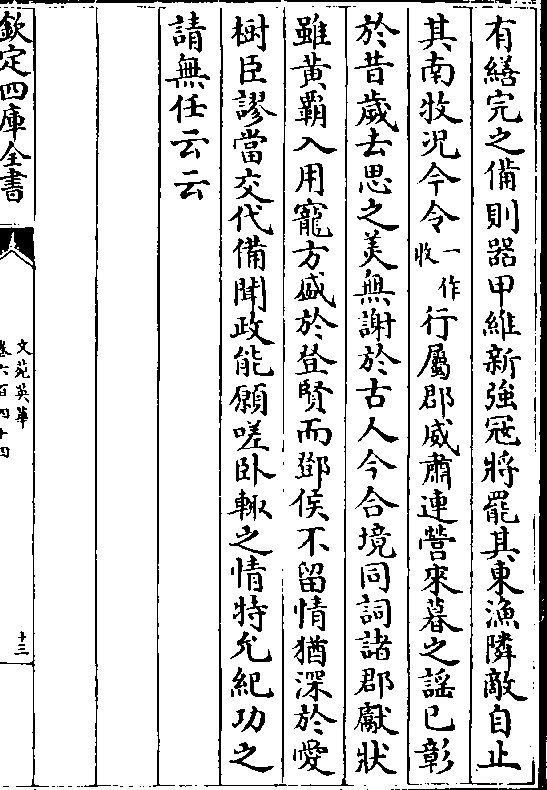 有繕完之備則器甲維新強冦將罷其東漁隣敵自止
其南牧況今令一作收行屬郡威肅連營來暮之謡已彰
於昔歲去思之美無謝於古人今合境同詞諸郡獻狀
雖黃霸入用寵方盛於登賢而鄧侯不留情猶深於愛
樹臣謬當交代備聞政能願嗟卧轍之情特允紀功之
請無任云云
欽定四庫全書
文苑英華
卷六百四十四
十三